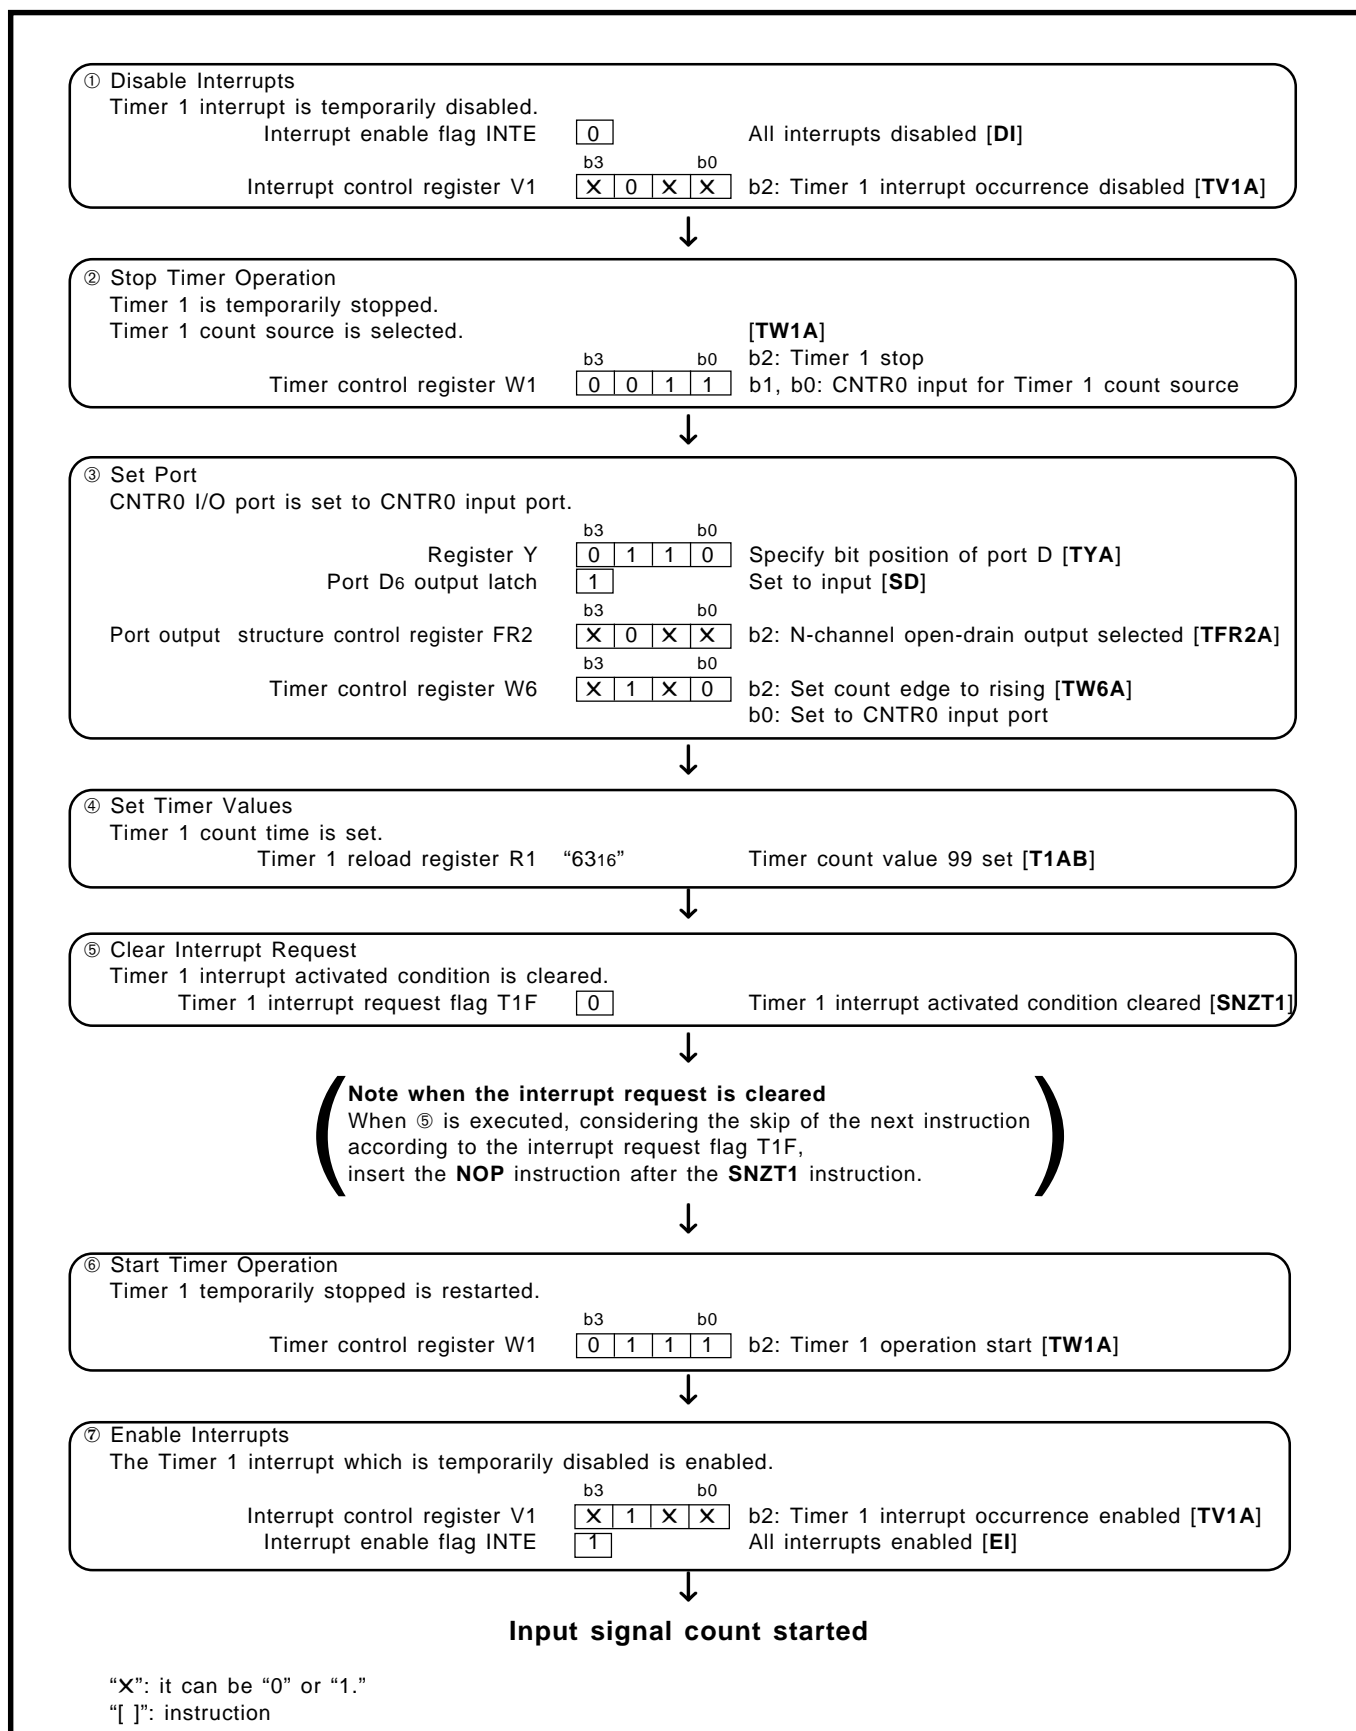 ① Disable Interrupts
Timer 1 interrupt is temporarily disabled.
Interrupt enable flag INTE 0 All interrupts disabled [DI]
b3 b0
Interrupt control register V1 X 0 X X b2: Timer 1 interrupt occurrence disabled [TV1A]
↓
② Stop Timer Operation
Timer 1 is temporarily stopped.
Timer 1 count source is selected. [TW1A]
b3 b0 b2: Timer 1 stop
Timer control register W1 0 0 1 1 b1, b0: CNTR0 input for Timer 1 count source
↓
③ Set Port
CNTR0 I/O port is set to CNTR0 input port.
b3 b0
Register Y 0 1 1 0 Specify bit position of port D [TYA]
Port D6 output latch 1 Set to input [SD]
b3 b0
Port output structure control register FR2 X 0 X X b2: N-channel open-drain output selected [TFR2A]
b3 b0
Timer control register W6 X 1 X 0 b2: Set count edge to rising [TW6A]
b0: Set to CNTR0 input port
↓
④ Set Timer Values
Timer 1 count time is set.
Timer 1 reload register R1 “6316” Timer count value 99 set [T1AB]
↓
⑤ Clear Interrupt Request
Timer 1 interrupt activated condition is cleared.
Timer 1 interrupt request flag T1F 0 Timer 1 interrupt activated condition cleared [SNZT1]
↓
Note when the interrupt request is cleared
When ⑤ is executed, considering the skip of the next instruction
according to the interrupt request flag T1F,
insert the NOP instruction after the SNZT1 instruction.
↓
⑥ Start Timer Operation
Timer 1 temporarily stopped is restarted.
b3 b0
Timer control register W1 0 1 1 1 b2: Timer 1 operation start [TW1A]
↓
⑦ Enable Interrupts
The Timer 1 interrupt which is temporarily disabled is enabled.
b3 b0
Interrupt control register V1 X 1 X X b2: Timer 1 interrupt occurrence enabled [TV1A]
Interrupt enable flag INTE 1 All interrupts enabled [EI]
↓
Input signal count started
“X”: it can be “0” or “1.”
“[ ]”: instruction